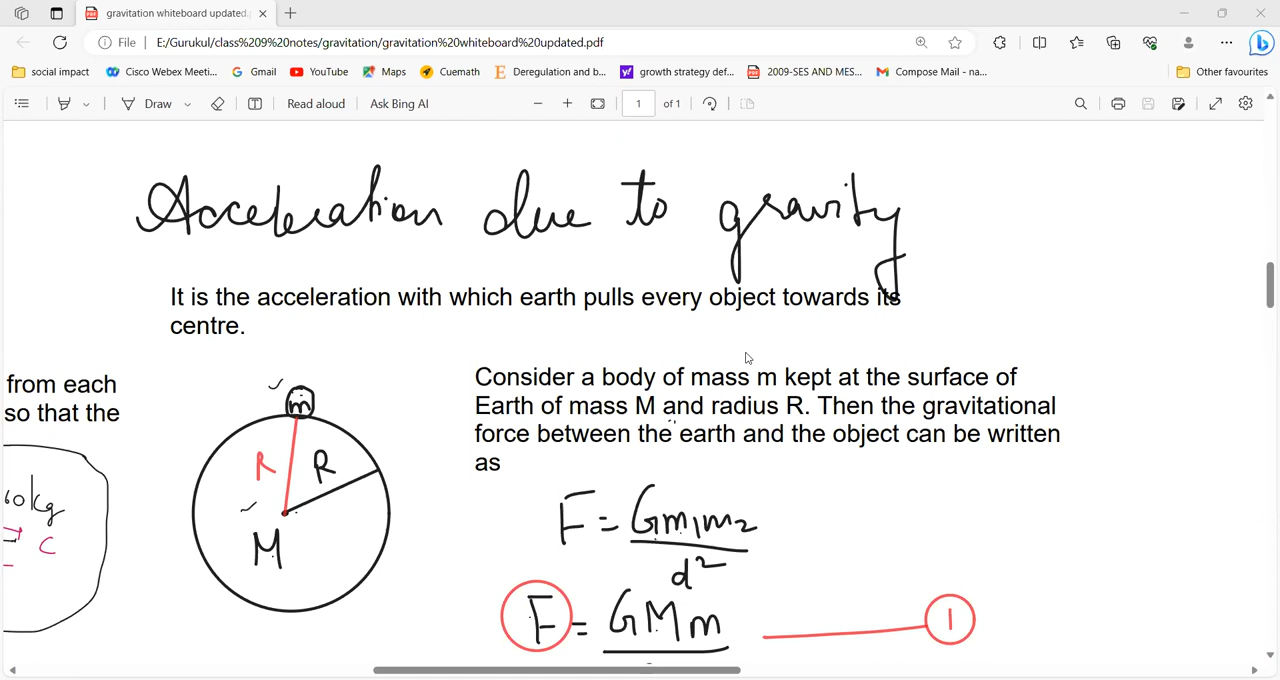 gravitation whiteboard updated.
File E:/Gurukul/class%209%20notes/gravitation/gravitation%20whiteboard%20updated.pdf
social impact Cisco Webex Meeti... Gmail YouTube Maps Cuemath Deregulation and b... growth strategy def... 2009-SES AND MES... Compose Mail - na... Other favourites
Draw Read aloud Ask Bing AI 1 of 1
Acceleration due to gravity
It is the acceleration with which earth pulls every object towards its
centre.
from each
so that the
60kg
C
m
R
R
M
Consider a body of mass m kept at the surface of
Earth of mass M and radius R. Then the gravitational
force between the earth and the object can be written
as
F = Gm₁m₂
d²
F = GMm 1